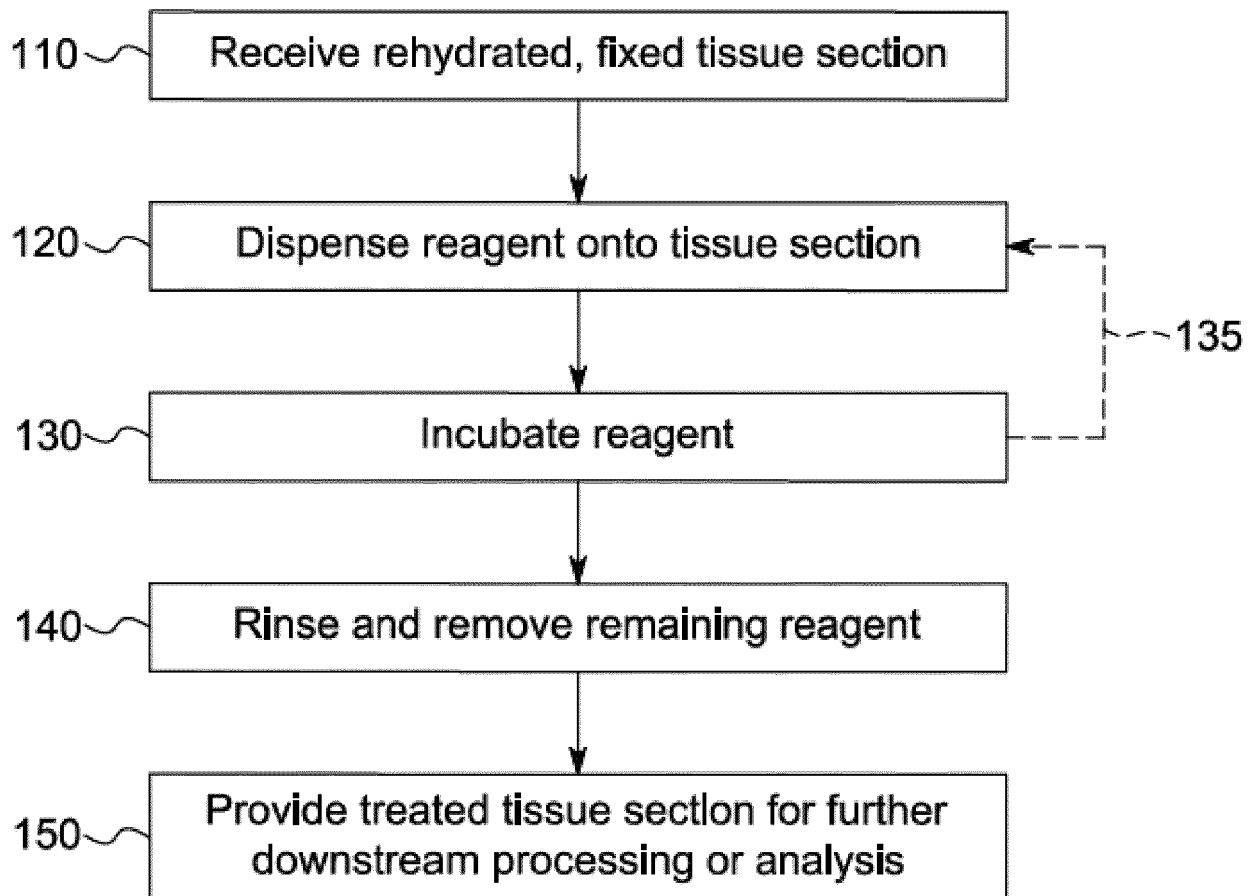 110
Receive rehydrated, fixed tissue section
120
Dispense reagent onto tissue section
135
130
Incubate reagent
140
Rinse and remove remaining reagent
150
Provide treated tissue section for further
downstream processing or analysis